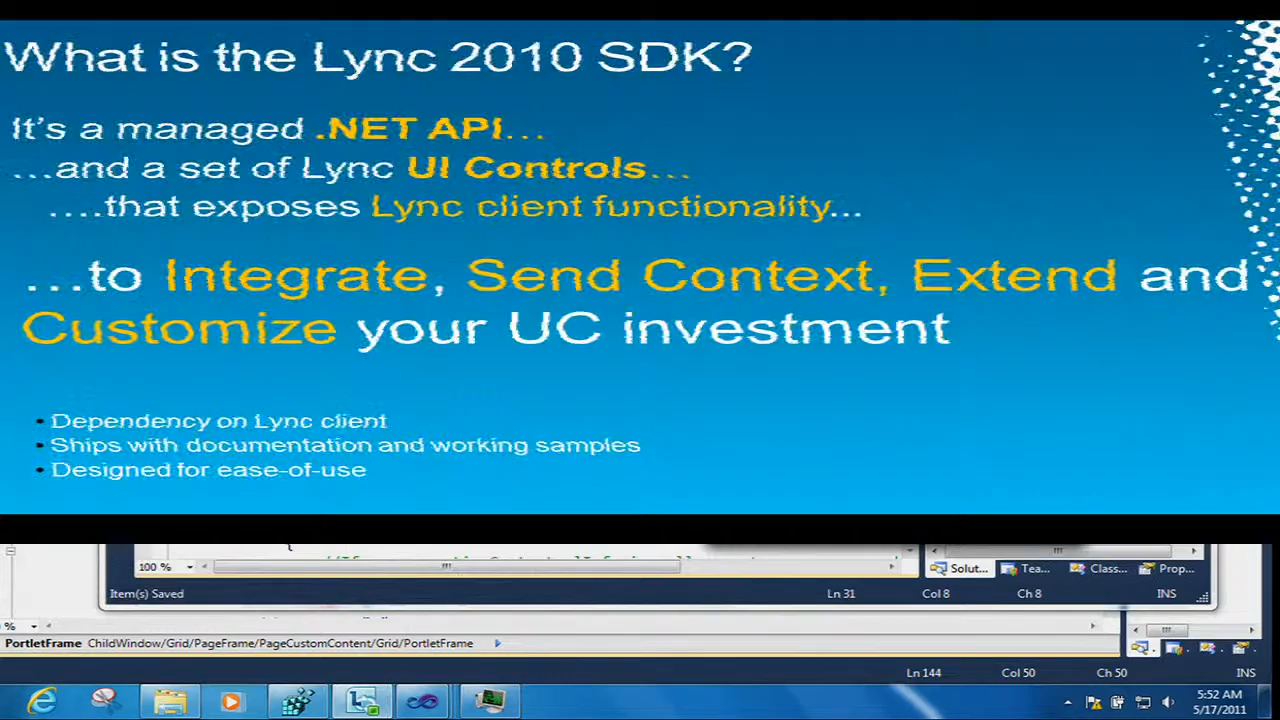 What is the Lync 2010 SDK?
It's a managed .NET API...
...and a set of Lync UI Controls...
....that exposes Lync client functionality...
...to Integrate, Send Context, Extend and
Customize your UC investment
• Dependency on Lync client
• Ships with documentation and working samples
• Designed for ease-of-use
100 %
Solut... Tea... Class... Prop...
Item(s) Saved Ln 31 Col 8 Ch 8 INS
%
PortletFrame ChildWindow/Grid/PageFrame/PageCustomContent/Grid/PortletFrame
Ln 144 Col 50 Ch 50 INS
5:52 AM
5/17/2011